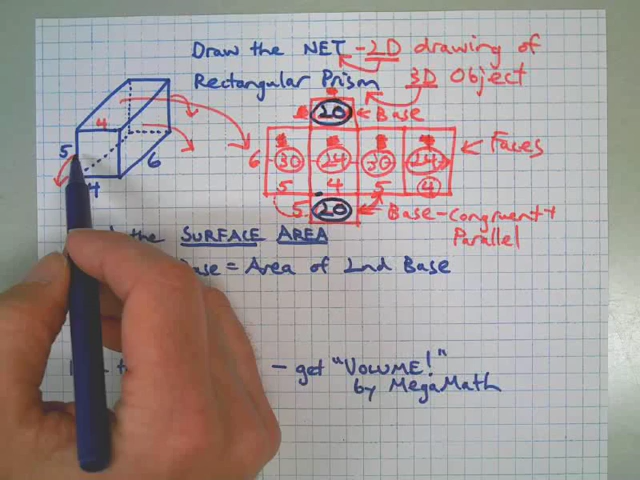 Draw the NET - 2D drawing of
Rectangular Prism 3D Object
20 Base
4
5
6
4
6 30 24 30 24 Faces
5 4 5 4
5 20 Base - congruent +
Parallel
the SURFACE AREA
= Area of 2nd Base
- get "VOLUME!"
by MegaMath